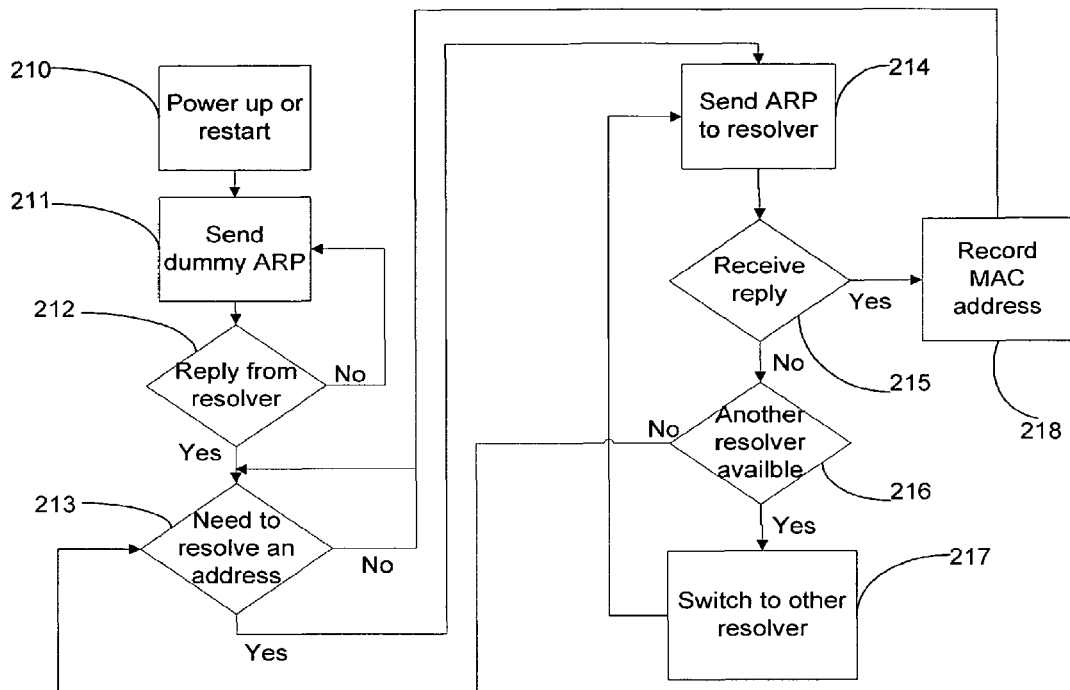 210
Power up or
restart
211
Send
dummy ARP
212
Reply from
resolver
No
Yes
213
Need to
resolve an
address
No
Yes
214
Send ARP
to resolver
Receive
reply
Yes
No
215
Record
MAC
address
218
Another
resolver
availble
No
216
Yes
217
Switch to other
resolver